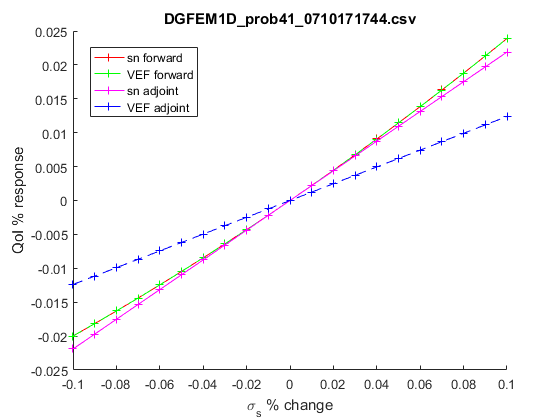 DGFEM1D_prob41_0710171744.csv
0.025
0.02
0.015
0.01
0.005
0
-0.005
-0.01
-0.015
-0.02
-0.025
QoI % response
sn forward
VEF forward
sn adjoint
VEF adjoint
-0.1 -0.08 -0.06 -0.04 -0.02 0 0.02 0.04 0.06 0.08 0.1
σ_s % change